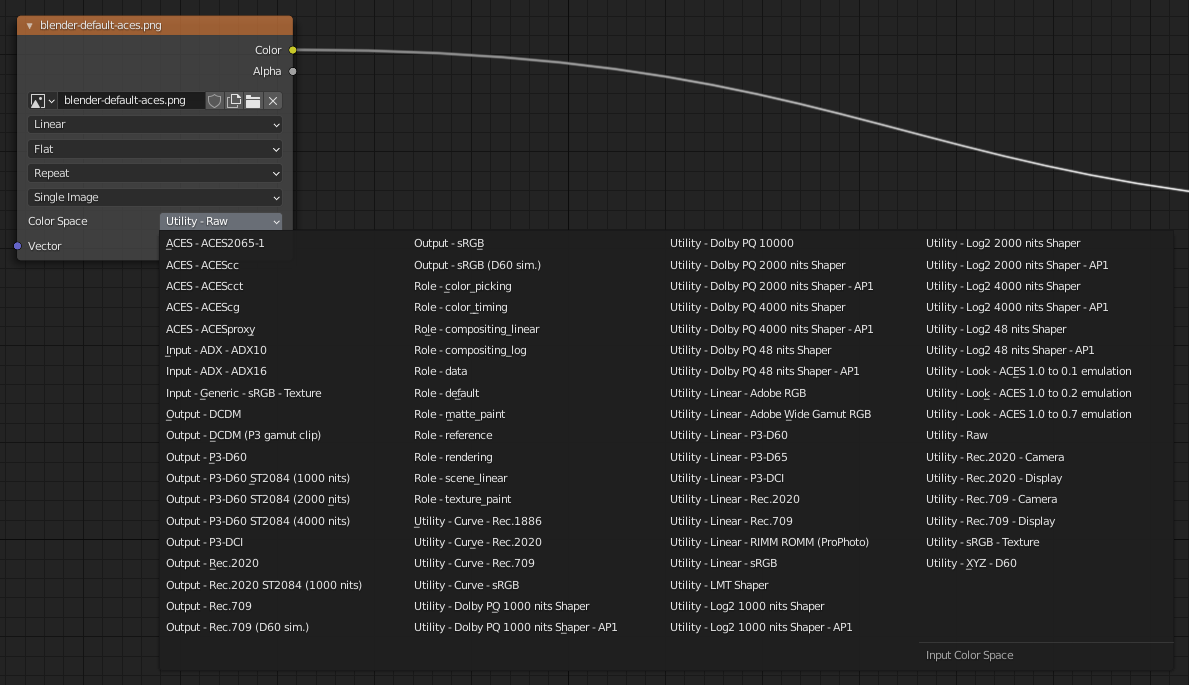 blender-default-aces.png
Color
Alpha
blender-default-aces.png
Linear
Flat
Repeat
Single Image
Color Space
Utility - Raw
Vector
ACES - ACES2065-1
ACES - ACEScc
ACES - ACEScct
ACES - ACEScg
ACES - ACESproxy
Input - ADX - ADX10
Input - ADX - ADX16
Input - Generic - sRGB - Texture
Output - DCDM
Output - DCDM (P3 gamut clip)
Output - P3-D60
Output - P3-D60 ST2084 (1000 nits)
Output - P3-D60 ST2084 (2000 nits)
Output - P3-D60 ST2084 (4000 nits)
Output - P3-DCI
Output - Rec.2020
Output - Rec.2020 ST2084 (1000 nits)
Output - Rec.709
Output - Rec.709 (D60 sim.)
Output - sRGB
Output - sRGB (D60 sim.)
Role - color_picking
Role - color_timing
Role - compositing_linear
Role - compositing_log
Role - data
Role - default
Role - matte_paint
Role - reference
Role - rendering
Role - scene_linear
Role - texture_paint
Utility - Curve - Rec.1886
Utility - Curve - Rec.2020
Utility - Curve - Rec.709
Utility - Curve - sRGB
Utility - Dolby PQ 1000 nits Shaper
Utility - Dolby PQ 1000 nits Shaper - AP1
Utility - Dolby PQ 10000
Utility - Dolby PQ 2000 nits Shaper
Utility - Dolby PQ 2000 nits Shaper - AP1
Utility - Dolby PQ 4000 nits Shaper
Utility - Dolby PQ 4000 nits Shaper - AP1
Utility - Dolby PQ 48 nits Shaper
Utility - Dolby PQ 48 nits Shaper - AP1
Utility - Linear - Adobe RGB
Utility - Linear - Adobe Wide Gamut RGB
Utility - Linear - P3-D60
Utility - Linear - P3-D65
Utility - Linear - P3-DCI
Utility - Linear - Rec.2020
Utility - Linear - Rec.709
Utility - Linear - RIMM ROMM (ProPhoto)
Utility - Linear - sRGB
Utility - LMT Shaper
Utility - Log2 1000 nits Shaper
Utility - Log2 1000 nits Shaper - AP1
Utility - Log2 2000 nits Shaper
Utility - Log2 2000 nits Shaper - AP1
Utility - Log2 4000 nits Shaper
Utility - Log2 4000 nits Shaper - AP1
Utility - Log2 48 nits Shaper
Utility - Log2 48 nits Shaper - AP1
Utility - Look - ACES 1.0 to 0.1 emulation
Utility - Look - ACES 1.0 to 0.2 emulation
Utility - Look - ACES 1.0 to 0.7 emulation
Utility - Raw
Utility - Rec.2020 - Camera
Utility - Rec.2020 - Display
Utility - Rec.709 - Camera
Utility - Rec.709 - Display
Utility - sRGB - Texture
Utility - XYZ - D60
Input Color Space